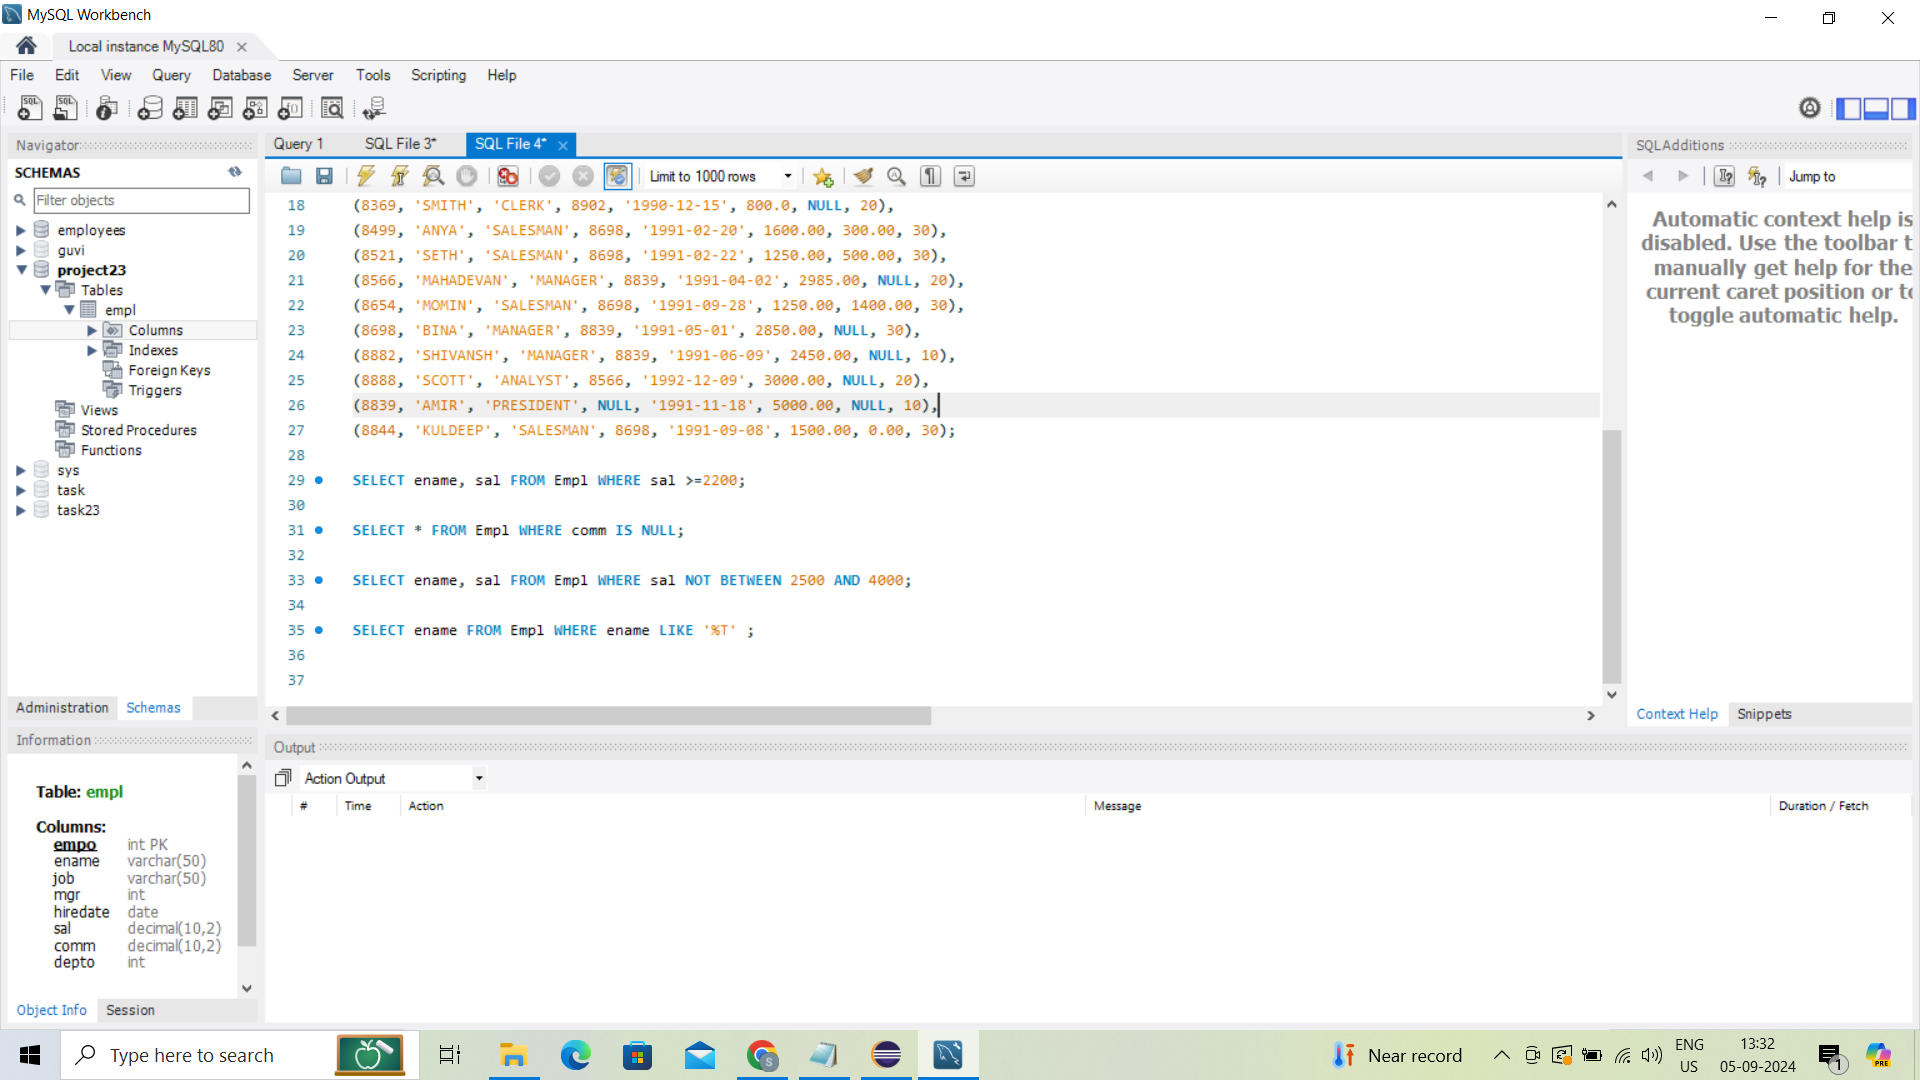 MySQL Workbench
Local instance MySQL80
File Edit View Query Database Server Tools Scripting Help
Navigator
SCHEMAS
Filter objects
employees
guvi
project23
Tables
empl
Columns
Indexes
Foreign Keys
Triggers
Views
Stored Procedures
Functions
sys
task
task23
Administration Schemas
Information
Table: empl
Columns:
empo int PK
ename varchar(50)
job varchar(50)
mgr int
hiredate date
sal decimal(10,2)
comm decimal(10,2)
depto int
Object Info Session
Query 1 SQL File 3* SQL File 4*
Limit to 1000 rows
18 (8369, 'SMITH', 'CLERK', 8902, '1990-12-15', 800.0, NULL, 20),
19 (8499, 'ANYA', 'SALESMAN', 8698, '1991-02-20', 1600.00, 300.00, 30),
20 (8521, 'SETH', 'SALESMAN', 8698, '1991-02-22', 1250.00, 500.00, 30),
21 (8566, 'MAHADEVAN', 'MANAGER', 8839, '1991-04-02', 2985.00, NULL, 20),
22 (8654, 'MOMIN', 'SALESMAN', 8698, '1991-09-28', 1250.00, 1400.00, 30),
23 (8698, 'BINA', 'MANAGER', 8839, '1991-05-01', 2850.00, NULL, 30),
24 (8882, 'SHIVANSH', 'MANAGER', 8839, '1991-06-09', 2450.00, NULL, 10),
25 (8888, 'SCOTT', 'ANALYST', 8566, '1992-12-09', 3000.00, NULL, 20),
26 (8839, 'AMIR', 'PRESIDENT', NULL, '1991-11-18', 5000.00, NULL, 10),
27 (8844, 'KULDEEP', 'SALESMAN', 8698, '1991-09-08', 1500.00, 0.00, 30);
28
29 SELECT ename, sal FROM Empl WHERE sal >=2200;
30
31 SELECT * FROM Empl WHERE comm IS NULL;
32
33 SELECT ename, sal FROM Empl WHERE sal NOT BETWEEN 2500 AND 4000;
34
35 SELECT ename FROM Empl WHERE ename LIKE '%T' ;
36
37
SQLAdditions
Jump to
Automatic context help is
disabled. Use the toolbar t
manually get help for the
current caret position or to
toggle automatic help.
Context Help Snippets
Output
Action Output
# Time Action Message Duration / Fetch
Type here to search
Near record
ENG
US
13:32
05-09-2024
1
PRE